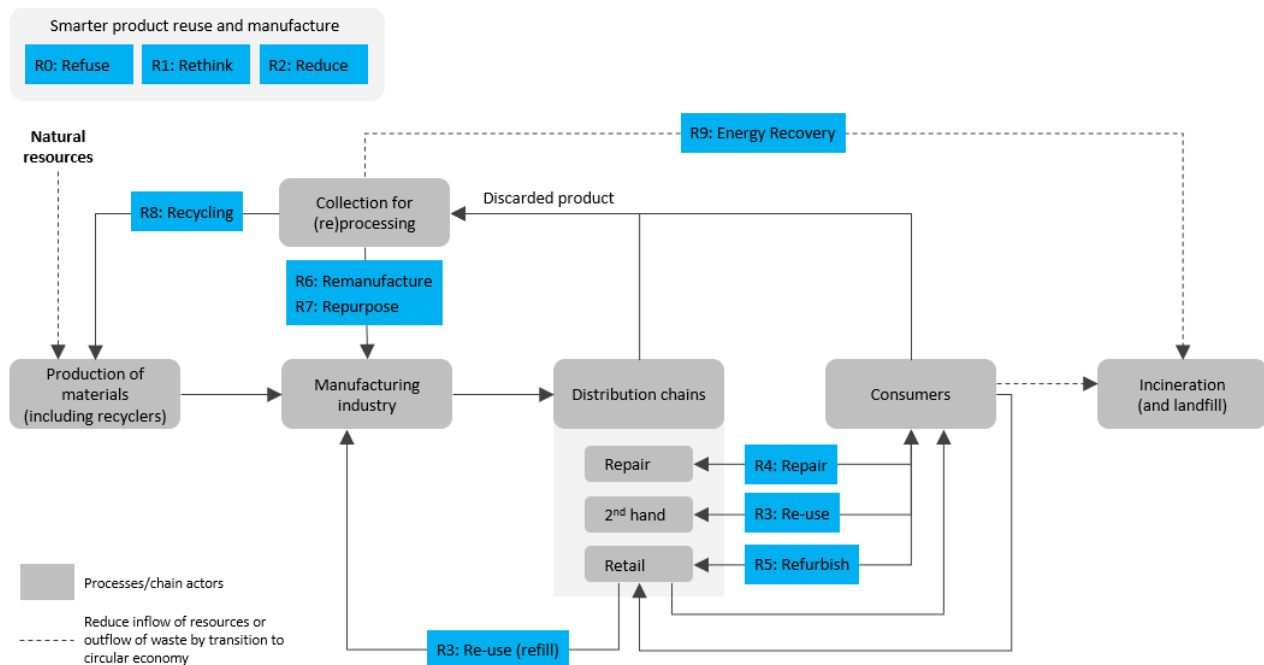 Smarter product reuse and manufacture
R0: Refuse
R1: Rethink
R2: Reduce
R9: Energy Recovery
Natural
resources
Collection for
(re)processing
Discarded product
R8: Recycling
R6: Remanufacture
R7: Repurpose
Production of
materials
(including recyclers)
Manufacturing
industry
Distribution chains
Consumers
Incineration
(and landfill)
Repair
R4: Repair
2nd hand
R3: Re-use
Retail
R5: Refurbish
Processes/chain actors
Reduce inflow of resources or
outflow of waste by transition to
circular economy
R3: Re-use (refill)